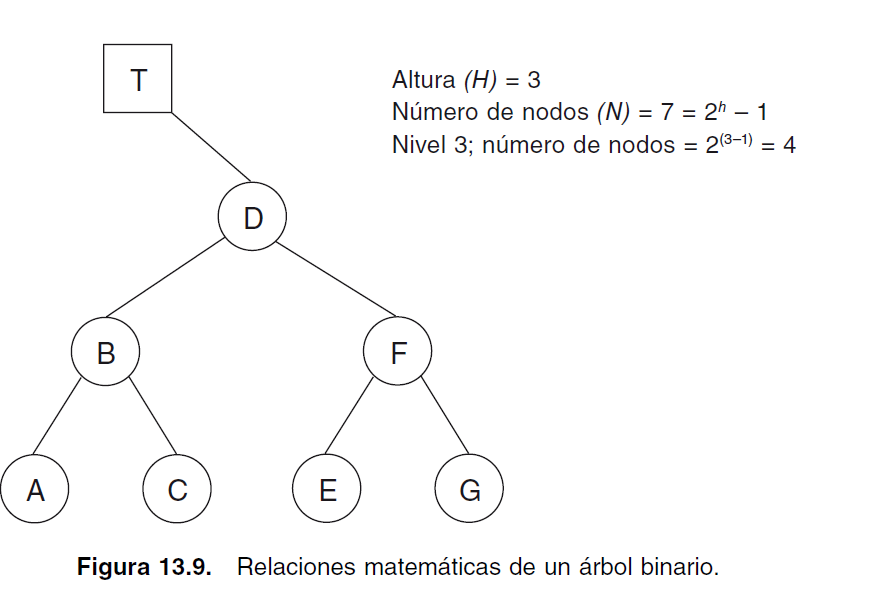 T
Altura (H) = 3
Número de nodos (N) = 7 = 2^h – 1
Nivel 3; número de nodos = 2^(3–1) = 4
D
B F
A C E G
Figura 13.9. Relaciones matemáticas de un árbol binario.